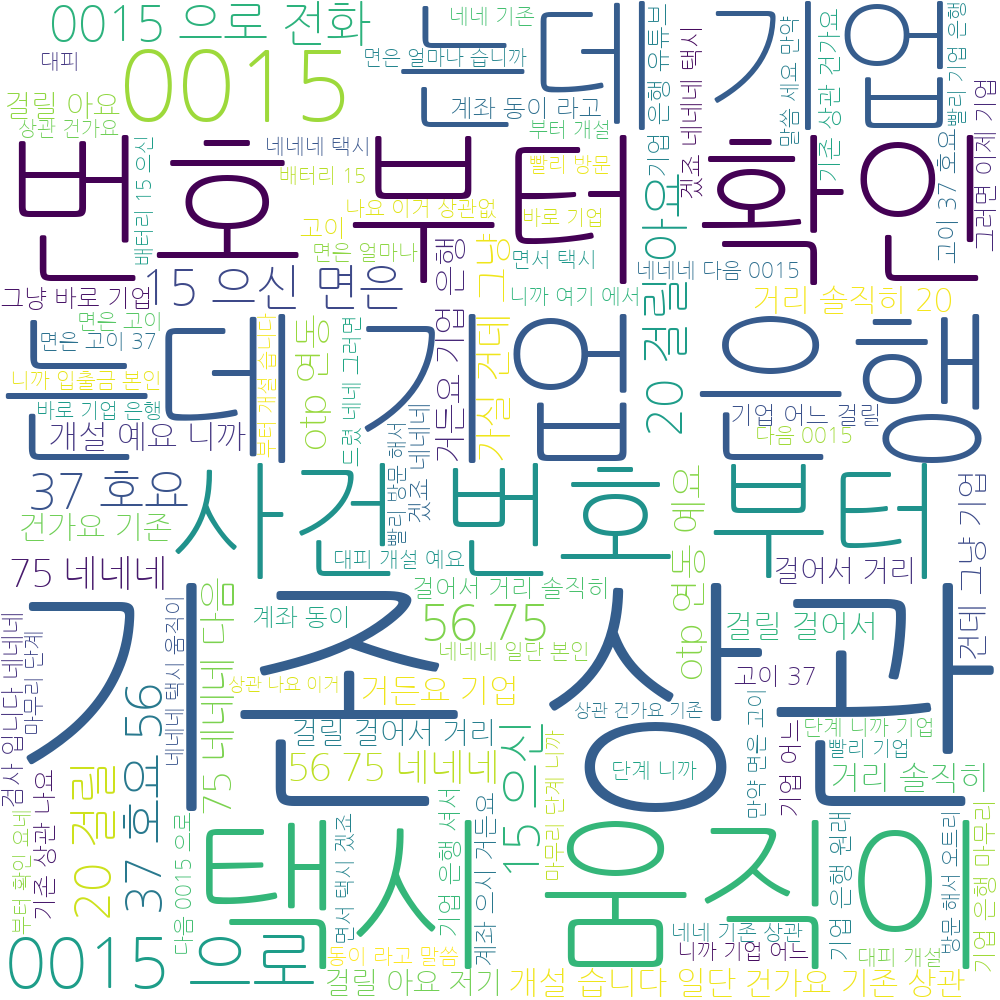 0015 으로 전화
네네 기존
는데 기업
대피
0015
면은 얼마나 습니까
걸릴 아요
계좌 동이 라고
상관 건가요
부터 개설
기업 은행 유튜브
겠죠 네네네 택시
말씀 세요 만약
기존 상관 건가요
빨리 기업 은행
고이 37 호요
그러면 이제 기업
번호 부터 확인
배터리 15 으신
네네네 택시
배터리 15
빨리 방문
나요 이거 상관없
고이
바로 기업
면은 얼마나
면서 택시
은행
그냥
15 으신 면은
네네네 다음 0015
그냥 바로 기업
니까 여기 에서
거리 솔직히 20
면은 고이
면은 고이 37
는데 기업 은행
니까 입출금 본인
바로 기업 은행
부터 개설 습니다
otp 연동
드렷 네네 그러면
거든요 기업
가실 건데
20 걸릴 아요
기업 어느 걸릴
다음 0015
개설 예요 니까
빨리 방문 해서
겠죠 네네네
37 호요
사건 번호 부터
건가요 기존
대피 개설 예요
otp 연동 예요
건데 그냥 기업
75 네네네
걸어서 거리 솔직히
걸어서 거리
기존 상관
계좌 동이
56 75
걸릴 걸어서
네네네 일단 본인
고이 37
상관 나요 이거
거든요 기업
상관 건가요 기존
걸릴 걸어서 거리
단계 니까 기업
빨리 기업
56 75 네네네
단계 니까
거리 솔직히
검사 입니다 네네네
마무리 단계
네네네 택시 움직이
75 네네네 다음
37 호요 56
20 걸릴
기존 상관 나요
부터 확인 요네
다음 0015 으로
15 으신
마무리 단계 니까
만약 면은 고이
기업 어느
택시 움직이
면서 택시 겠죠
기업 은행 서서
계좌 으시 거든요
기업 은행 원래
방문 해서 오트리
기업 은행 마무리
0015 으로
네네 기존 상관
동이 라고 말씀
니까 기업 어느
대피 개설
걸릴 아요 저기
개설 습니다 일단
건가요 기존 상관